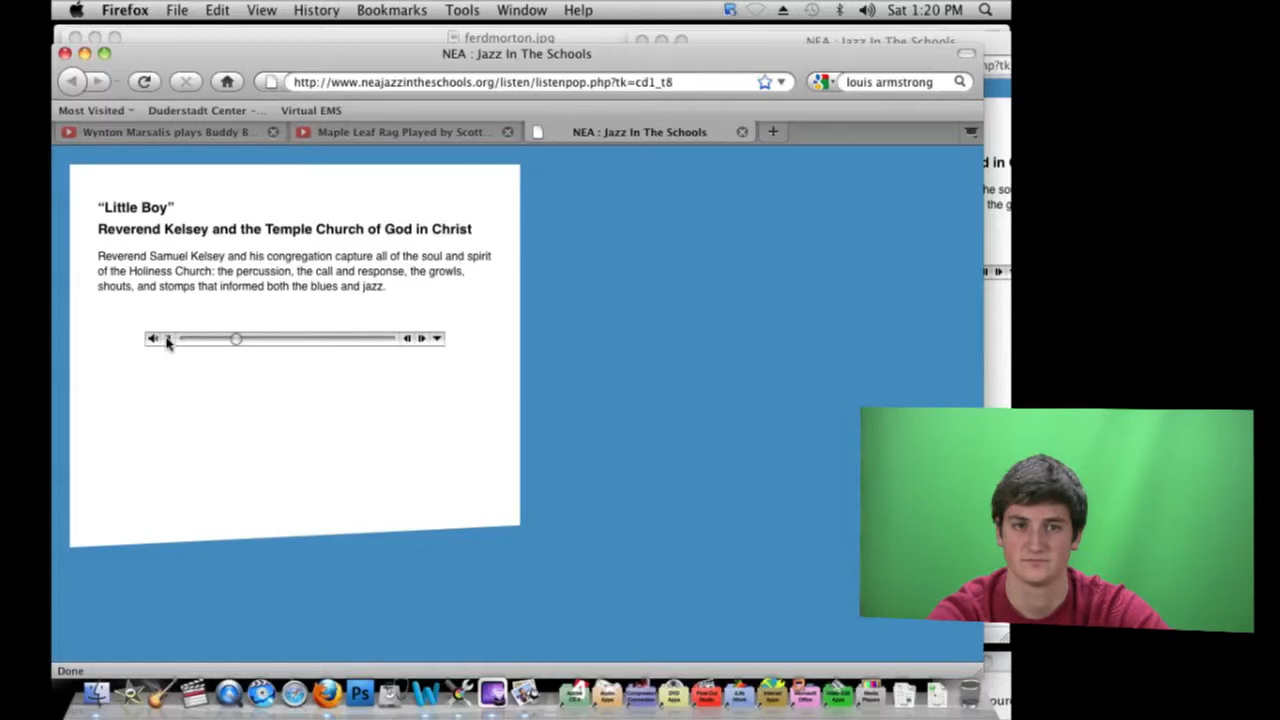 Firefox File Edit View History Bookmarks Tools Window Help Sat 1:20 PM
ferdmorton.jpg
NEA : Jazz In The Schools
NEA : Jazz In The Schools
http://www.neajazzintheschools.org/listen/listenpop.php?tk=cd1_t8 louis armstrong
Most Visited Duderstadt Center -... Virtual EMS
Wynton Marsalis plays Buddy B... Maple Leaf Rag Played by Scott... NEA : Jazz In The Schools
“Little Boy”
Reverend Kelsey and the Temple Church of God in Christ
Reverend Samuel Kelsey and his congregation capture all of the soul and spirit
of the Holiness Church: the percussion, the call and response, the growls,
shouts, and stomps that informed both the blues and jazz.
Done